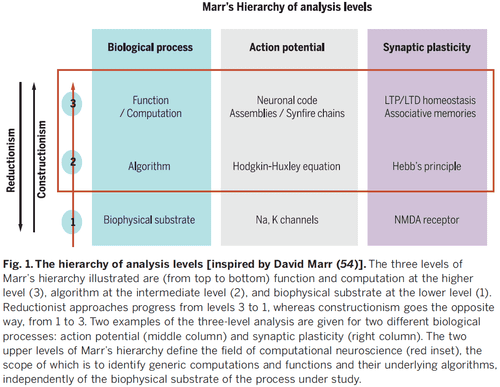 Marr's Hierarchy of analysis levels
Biological process
Action potential
Synaptic plasticity
Reductionism
Constructionism
3
Function
/ Computation
Neuronal code
Assemblies / Synfire chains
LTP/LTD homeostasis
Associative memories
2
Algorithm
Hodgkin-Huxley equation
Hebb's principle
1
Biophysical substrate
Na, K channels
NMDA receptor
Fig. 1. The hierarchy of analysis levels [inspired by David Marr (54)]. The three levels of
Marr's hierarchy illustrated are (from top to bottom) function and computation at the higher
level (3), algorithm at the intermediate level (2), and biophysical substrate at the lower level (1).
Reductionist approaches progress from levels 3 to 1, whereas constructionism goes the opposite
way, from 1 to 3. Two examples of the three-level analysis are given for two different biological
processes: action potential (middle column) and synaptic plasticity (right column). The two
upper levels of Marr's hierarchy define the field of computational neuroscience (red inset), the
scope of which is to identify generic computations and functions and their underlying algorithms,
independently of the biophysical substrate of the process under study.